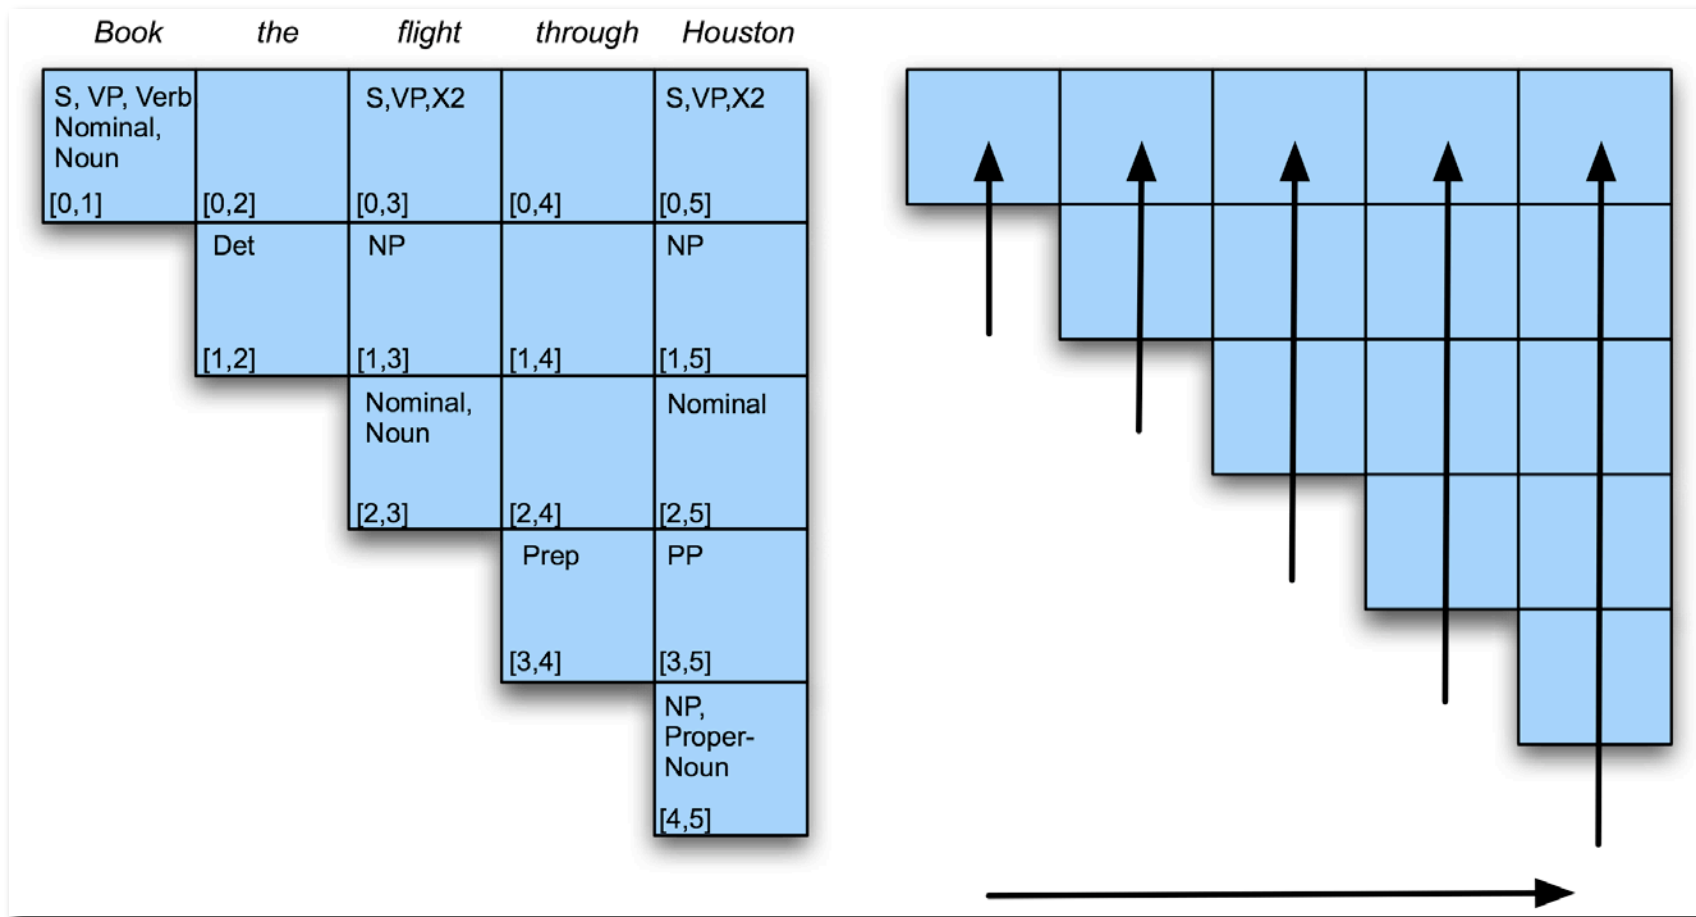 Book the flight through Houston
S, VP, Verb
Nominal,
Noun
[0,1]
[0,2]
S,VP,X2
[0,3]
[0,4]
S,VP,X2
[0,5]
Det
[1,2]
NP
[1,3]
[1,4]
NP
[1,5]
Nominal,
Noun
[2,3]
[2,4]
Nominal
[2,5]
Prep
[3,4]
PP
[3,5]
NP,
Proper-
Noun
[4,5]